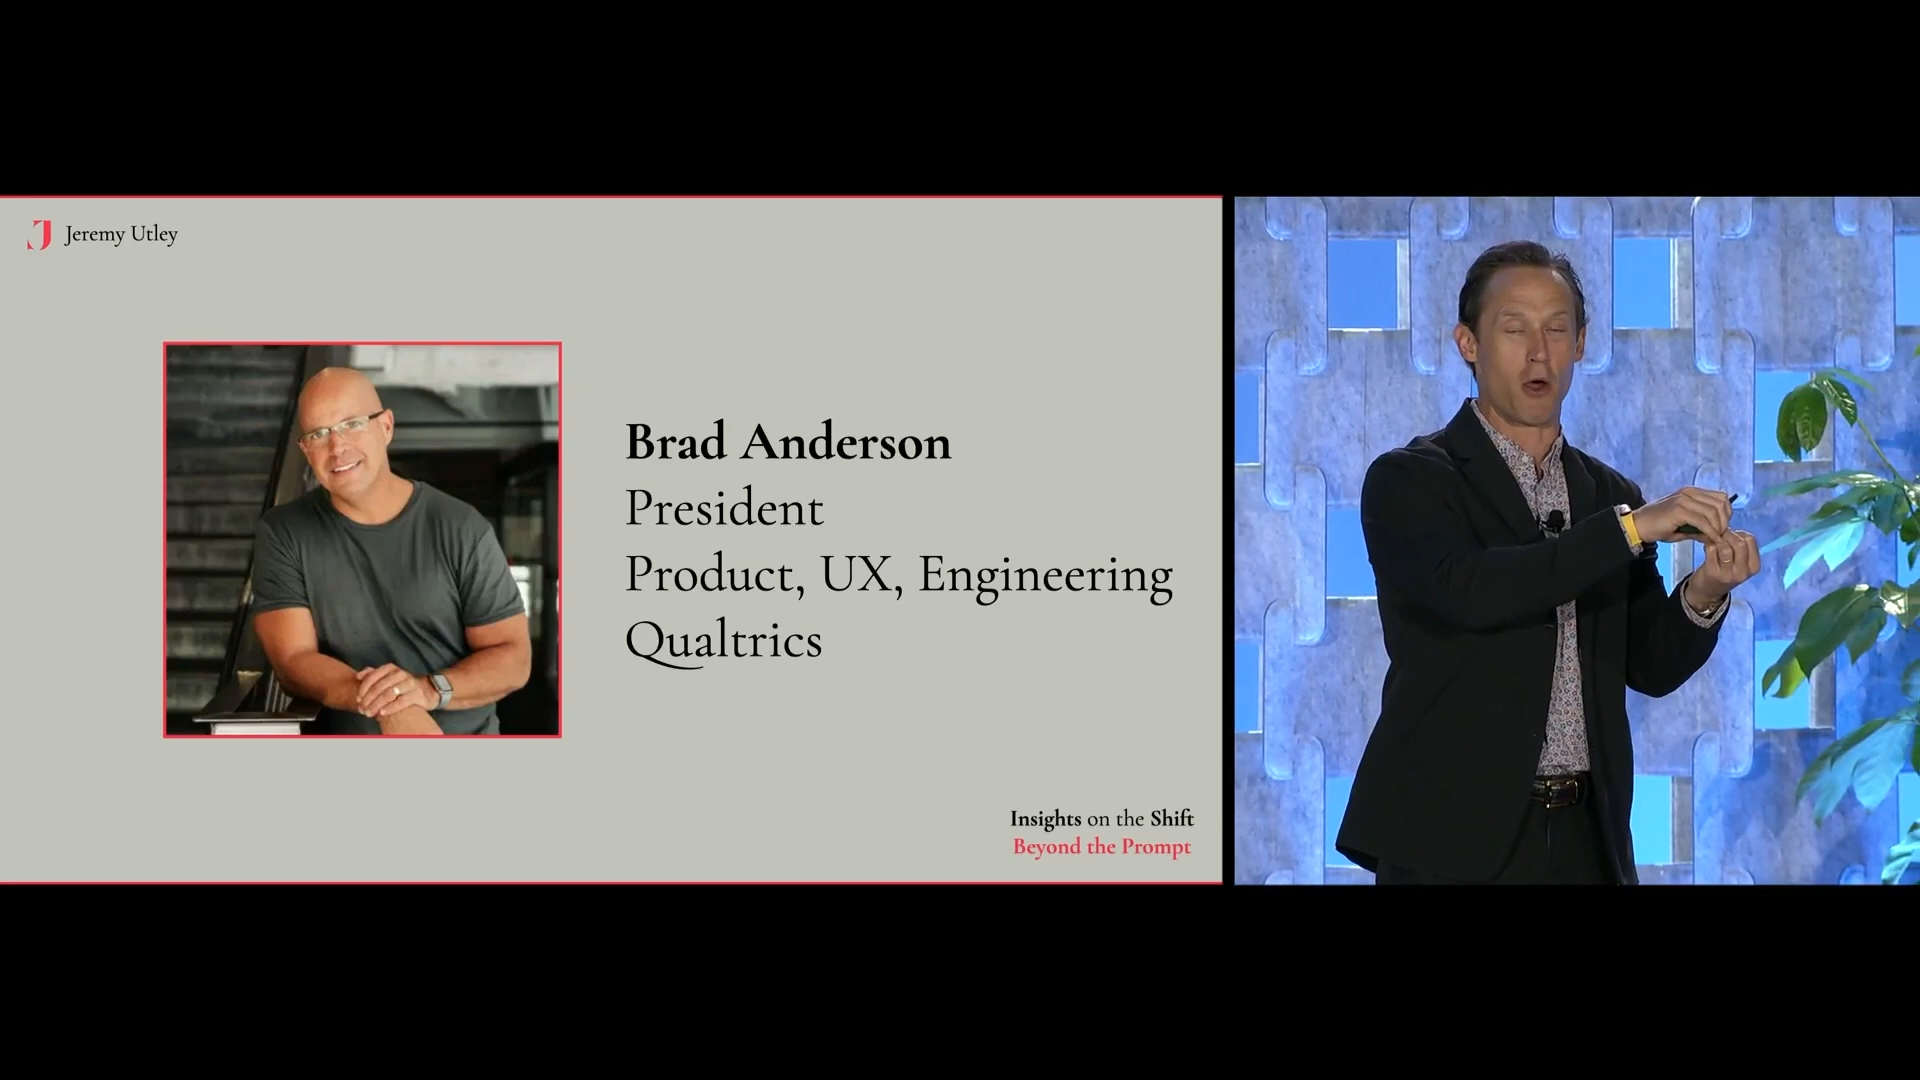 Jeremy Utley
Brad Anderson
President
Product, UX, Engineering
Qualtrics
Insights on the Shift
Beyond the Prompt